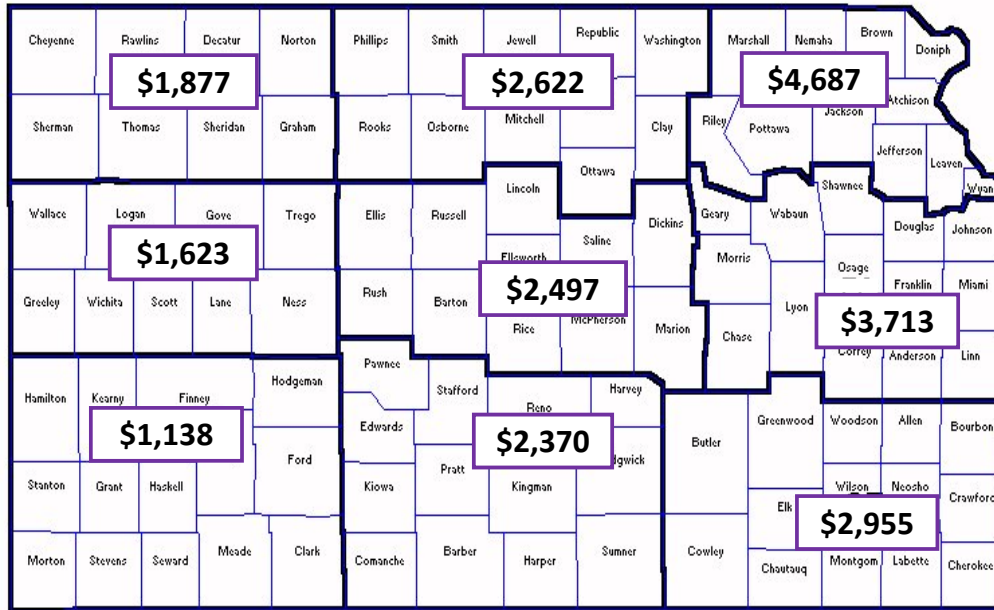 Cheyenne Rawlins Decatur Norton Phillips Smith Jewell Republic Washington Marshall Nemaha Brown Doniph
$1,877 $2,622 $4,687
Sherman Thomas Sheridan Graham Rooks Osborne Mitchell Clay Riley Pottawa Jackson Atchison
Ottawa Jefferson Leaven Wyan
Wallace Logan Gove Trego Ellis Russell Lincoln Saline Dickins Geary Wabaun Shawnee Douglas Johnson
$1,623 Ellsworth Morris Osage
Greeley Wichita Scott Lane Ness Rush Barton $2,497 Lyon Franklin Miami
Rice McPherson Marion Chase $3,713
Coffey Anderson Linn
Hamilton Kearny Finney Hodgeman Pawnee Stafford Reno Harvey Greenwood Woodson Allen Bourbon
$1,138 Edwards $2,370 Butler
Ford Pratt dgwick
Stanton Grant Haskell Kiowa Kingman Elk Wilson Neosho Crawford
$2,955
Morton Stevens Seward Meade Clark Comanche Barber Harper Sumner Cowley Chautauq Montgom Labette Cherokee